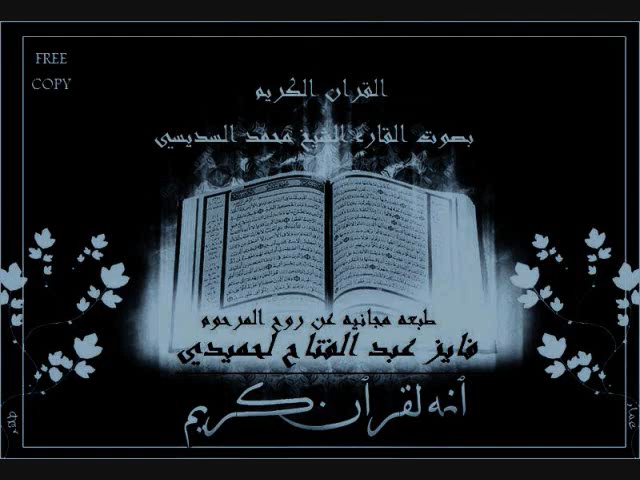 FREE
COPY
القران الكريم
بصوت القارء الشيخ محمد السديسي
طبعه مجانيه عن روح المرحوم
فايز عبد الفتاح لحميدي
أنه لقرآن كريم